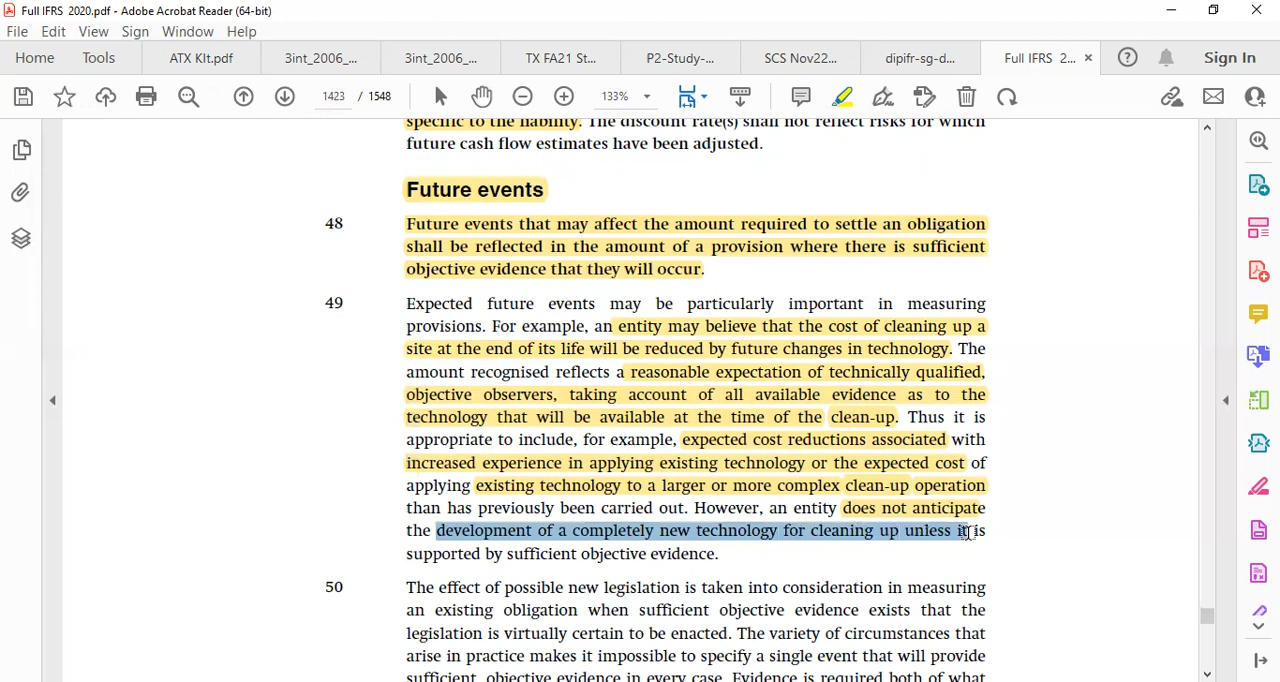 Full IFRS 2020.pdf - Adobe Acrobat Reader (64-bit)
File Edit View Sign Window Help
Home Tools ATX KIt.pdf 3int_2006_... 3int_2006_... TX FA21 St... P2-Study-... SCS Nov22... dipifr-sg-d... Full IFRS 2... × Sign In
1423 / 1548 133%
specific to the liability. The discount rate(s) shall not reflect risks for which
future cash flow estimates have been adjusted.
Future events
48 Future events that may affect the amount required to settle an obligation
shall be reflected in the amount of a provision where there is sufficient
objective evidence that they will occur.
49 Expected future events may be particularly important in measuring
provisions. For example, an entity may believe that the cost of cleaning up a
site at the end of its life will be reduced by future changes in technology. The
amount recognised reflects a reasonable expectation of technically qualified,
objective observers, taking account of all available evidence as to the
technology that will be available at the time of the clean-up. Thus it is
appropriate to include, for example, expected cost reductions associated with
increased experience in applying existing technology or the expected cost of
applying existing technology to a larger or more complex clean-up operation
than has previously been carried out. However, an entity does not anticipate
the development of a completely new technology for cleaning up unless it is
supported by sufficient objective evidence.
50 The effect of possible new legislation is taken into consideration in measuring
an existing obligation when sufficient objective evidence exists that the
legislation is virtually certain to be enacted. The variety of circumstances that
arise in practice makes it impossible to specify a single event that will provide
sufficient, objective evidence in every case. Evidence is required both of what